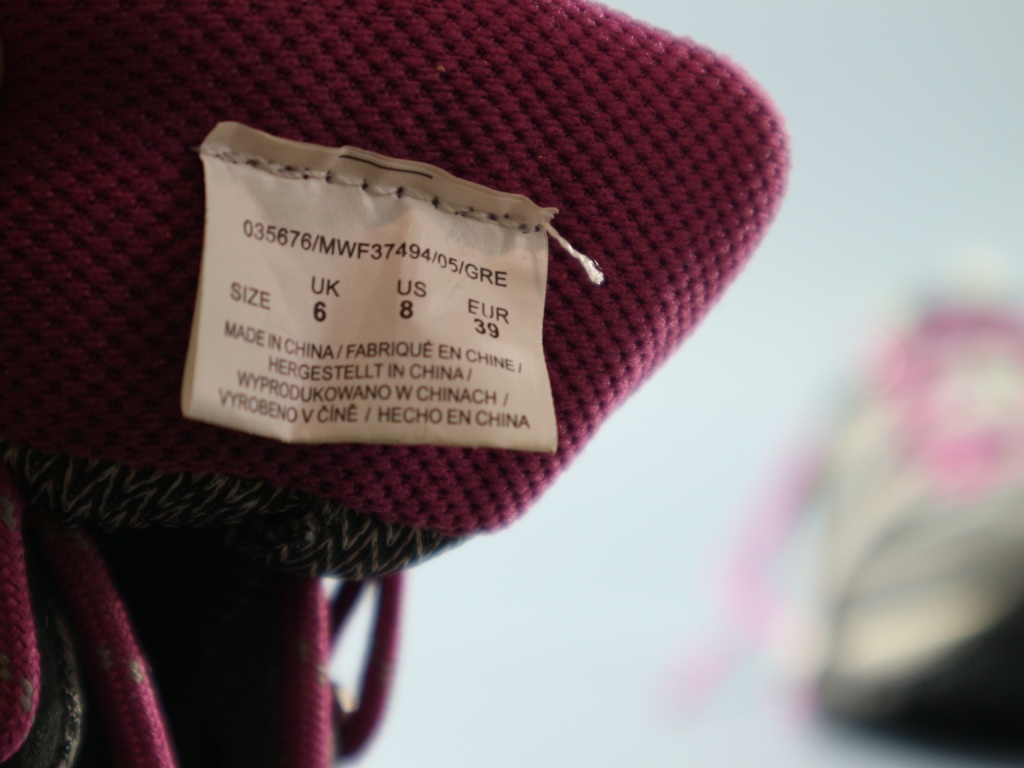 035676/MWF37494/05/GRE
SIZE UK 6 US 8 EUR 39
MADE IN CHINA / FABRIQUÉ EN CHINE /
HERGESTELLT IN CHINA /
WYPRODUKOWANO W CHINACH /
VYROBENO V ČÍNĚ / HECHO EN CHINA